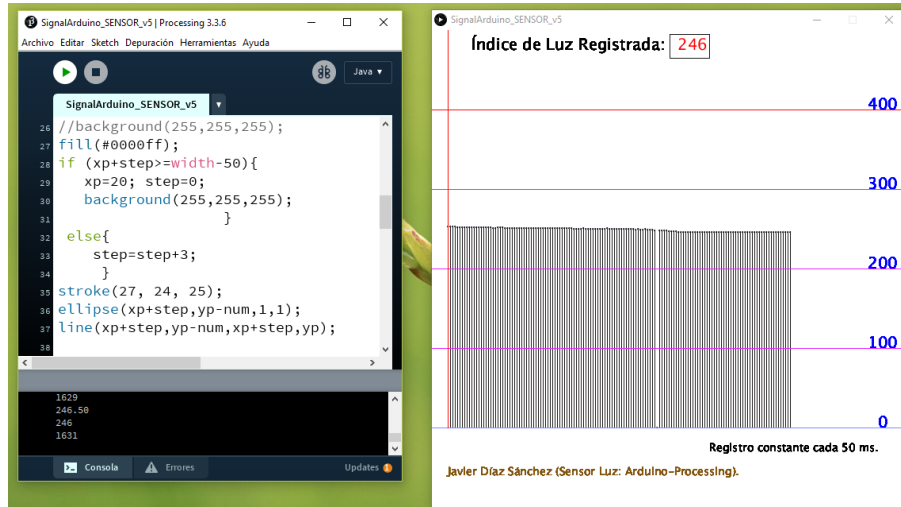 SignalArduino_SENSOR_v5 | Processing 3.3.6
Archivo Editar Sketch Depuración Herramientas Ayuda
Java ▼
SignalArduino_SENSOR_v5
26 //background(255,255,255);
27 fill(#0000ff);
28 if (xp+step>=width-50){
29 xp=20; step=0;
30 background(255,255,255);
31 }
32 else{
33 step=step+3;
34 }
35 stroke(27, 24, 25);
36 ellipse(xp+step,yp-num,1,1);
37 line(xp+step,yp-num,xp+step,yp);
38
1629
246.50
246
1631
Consola Errores Updates 1
SignalArduino_SENSOR_v5
Índice de Luz Registrada: 246
400
300
200
100
0
Registro constante cada 50 ms.
Javier Díaz Sánchez (Sensor Luz: Arduino-Processing).